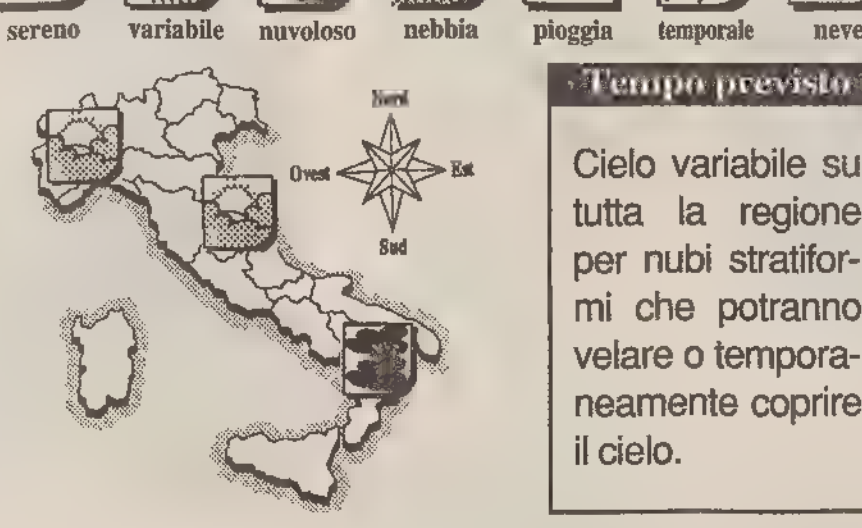 sereno variabile nuvoloso nebbia pioggia temporale neve
Nord
Ovest Est
Sud
Tempo previsto
Cielo variabile su
tutta la regione
per nubi stratifor-
mi che potranno
velare o tempora-
neamente coprire
il cielo.